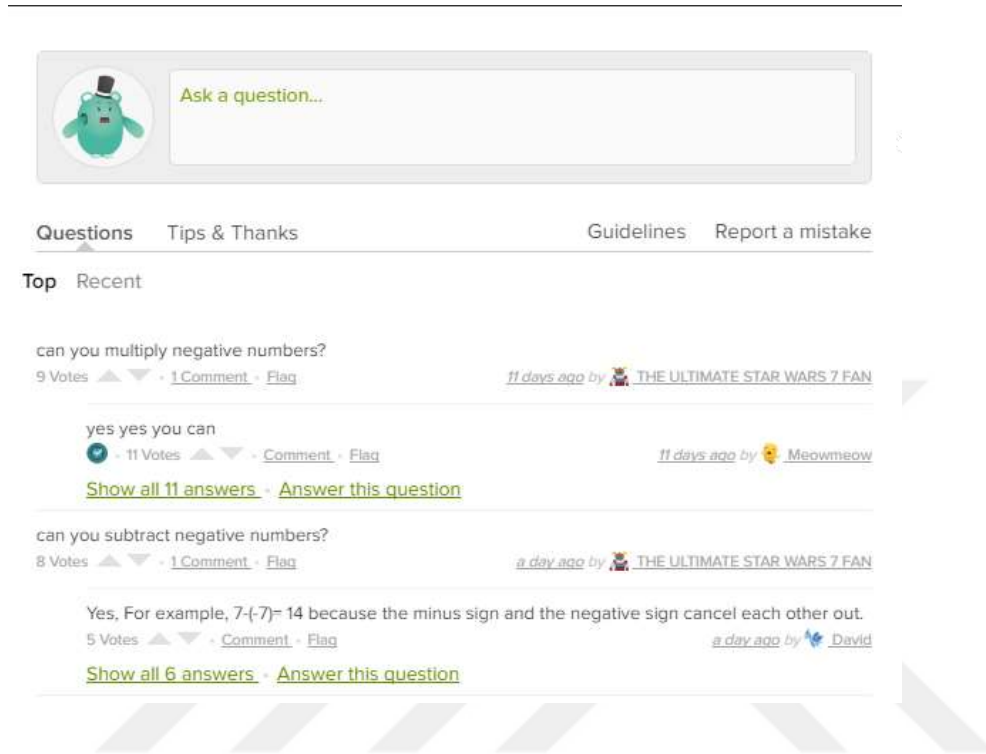 Ask a question...
Questions Tips & Thanks Guidelines Report a mistake
Top Recent
can you multiply negative numbers?
9 Votes · 1 Comment · Flag 11 days ago by THE ULTIMATE STAR WARS 7 FAN
yes yes you can
· 11 Votes · Comment · Flag 11 days ago by Meowmeow
Show all 11 answers · Answer this question
can you subtract negative numbers?
8 Votes · 1 Comment · Flag a day ago by THE ULTIMATE STAR WARS 7 FAN
Yes, For example, 7-(-7)= 14 because the minus sign and the negative sign cancel each other out.
5 Votes · Comment · Flag a day ago by David
Show all 6 answers · Answer this question